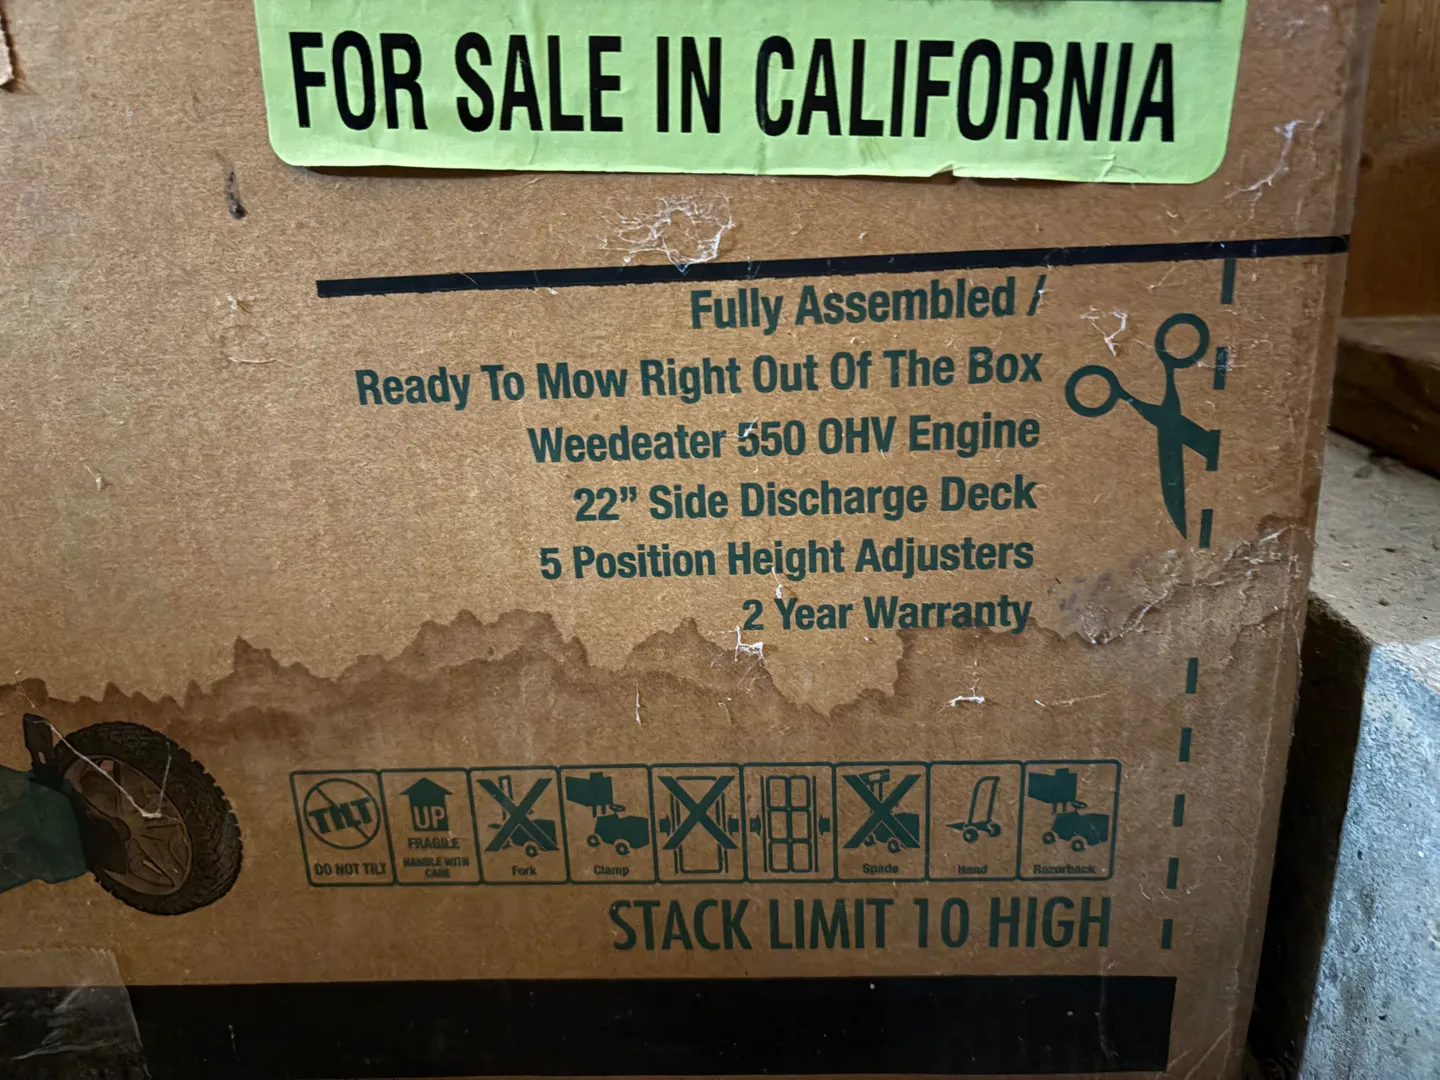 FOR SALE IN CALIFORNIA
Fully Assembled /
Ready To Mow Right Out Of The Box
Weedeater 550 OHV Engine
22” Side Discharge Deck
5 Position Height Adjusters
2 Year Warranty
TILT
DO NOT TILT
UP
FRAGILE
HANDLE WITH
CARE
Fork
Clamp
Spade
Hand
Razorback
STACK LIMIT 10 HIGH